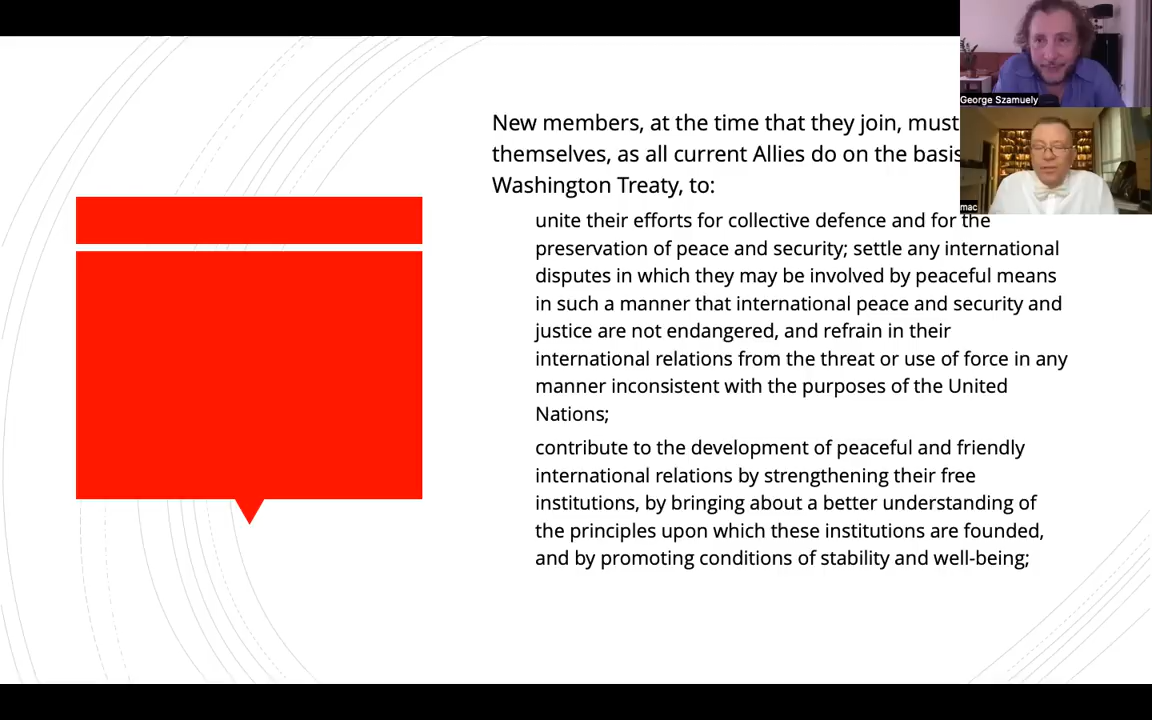 New members, at the time that they join, must
themselves, as all current Allies do on the basis
Washington Treaty, to:
unite their efforts for collective defence and for the
preservation of peace and security; settle any international
disputes in which they may be involved by peaceful means
in such a manner that international peace and security and
justice are not endangered, and refrain in their
international relations from the threat or use of force in any
manner inconsistent with the purposes of the United
Nations;
contribute to the development of peaceful and friendly
international relations by strengthening their free
institutions, by bringing about a better understanding of
the principles upon which these institutions are founded,
and by promoting conditions of stability and well-being;
George Szamuely
mac